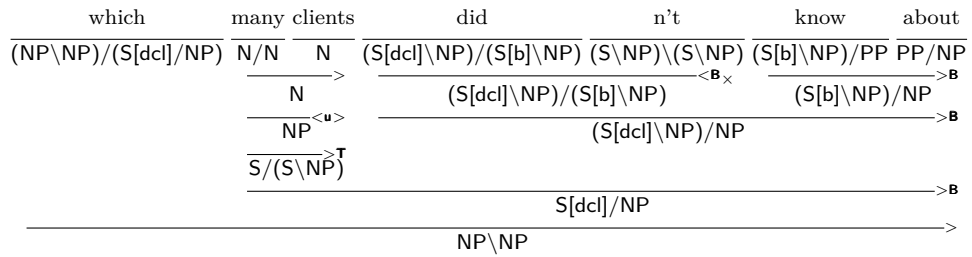 which many clients did n't know about
(NP\NP)/(S[dcl]/NP) N/N N (S[dcl]\NP)/(S[b]\NP) (S\NP)\(S\NP) (S[b]\NP)/PP PP/NP
> <B× >B
N (S[dcl]\NP)/(S[b]\NP) (S[b]\NP)/NP
<u> >B
NP (S[dcl]\NP)/NP
>T
S/(S\NP)
>B
S[dcl]/NP
>
NP\NP